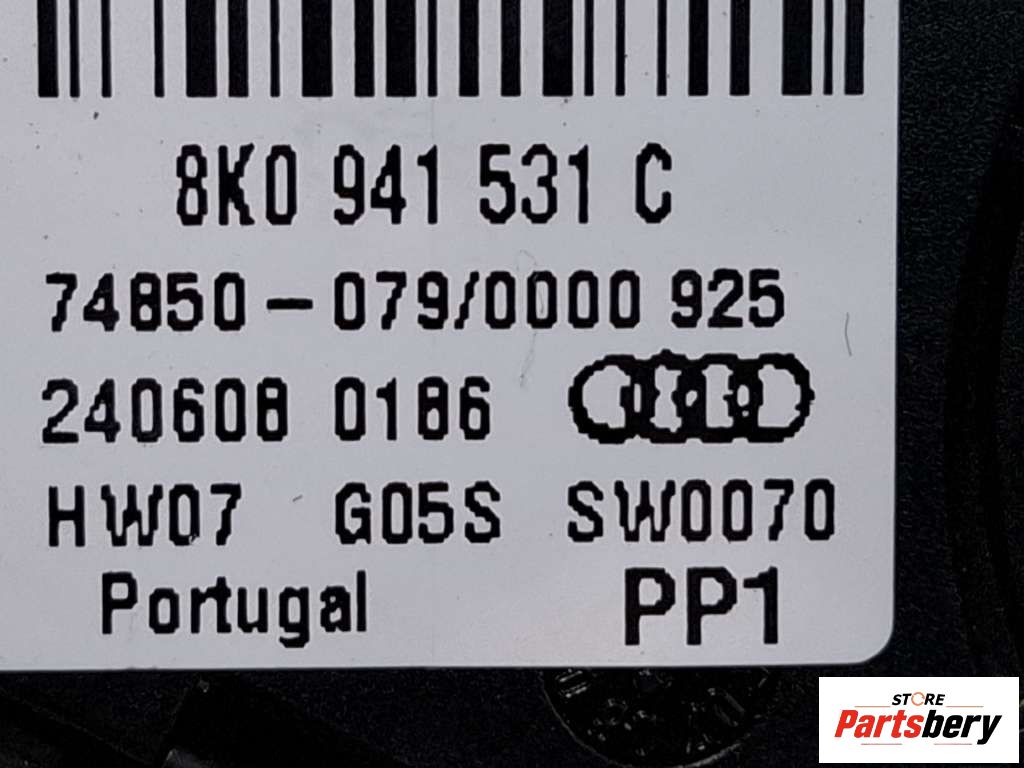 8K0 941 531 C
74850-079/0000 925
240608 0186
HW07 G05S SW0070
Portugal PP1
STORE
Partsbery